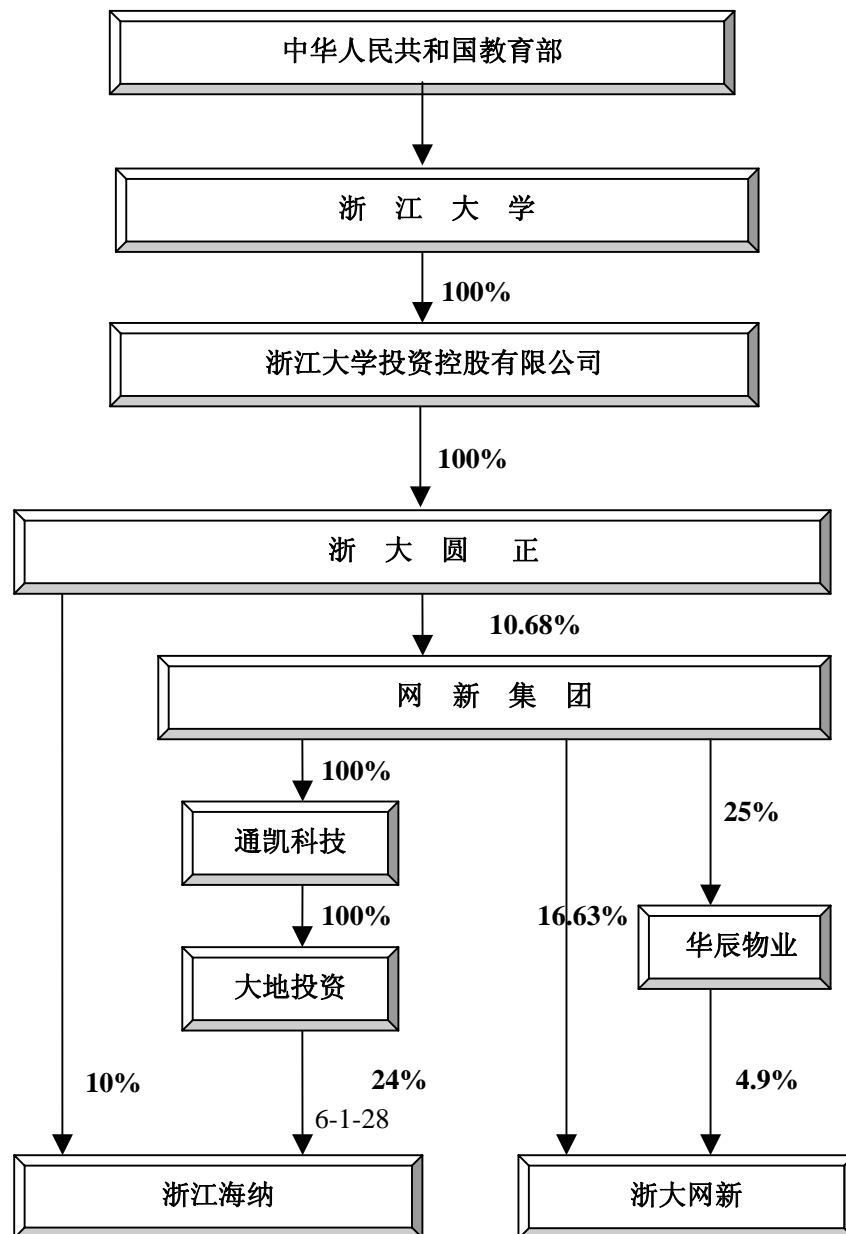 中华人民共和国教育部
浙 江 大 学
100%
浙江大学投资控股有限公司
100%
浙 大 圆 正
10.68%
网 新 集 团
100%
25%
通凯科技
100%
16.63%
华辰物业
大地投资
10%
24%
4.9%
6-1-28
浙江海纳
浙大网新